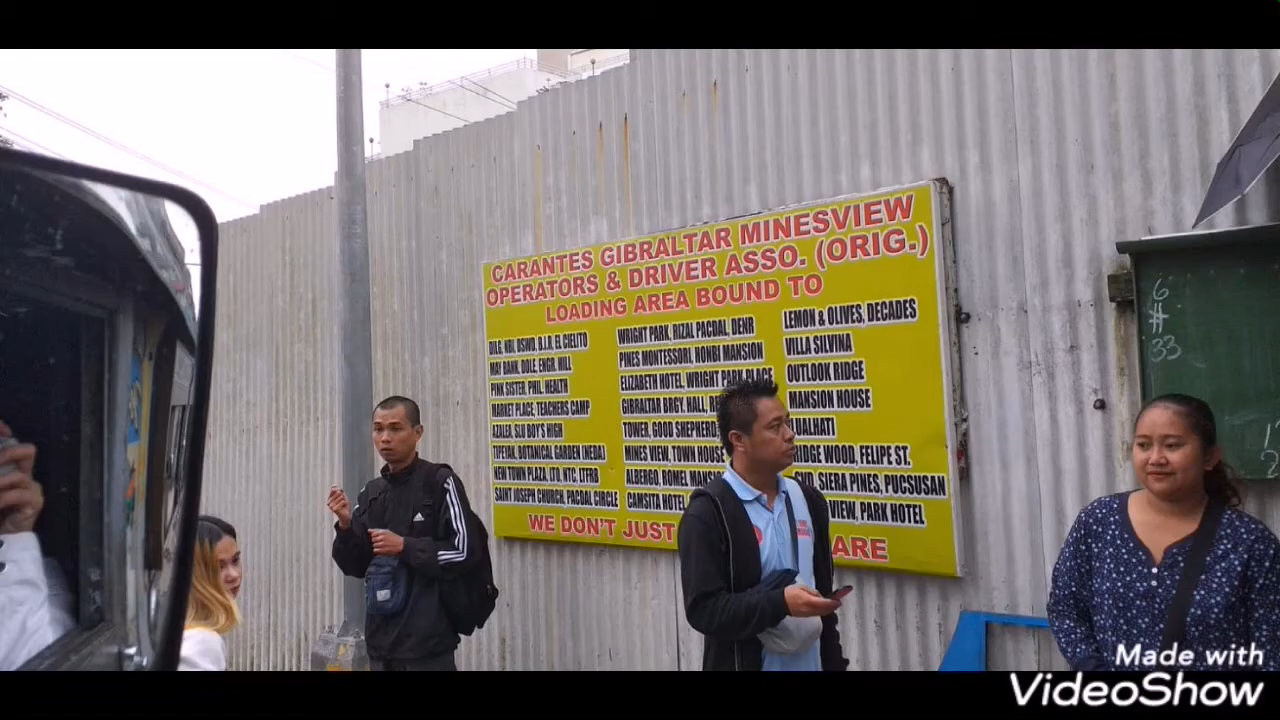 CARANTES GIBRALTAR MINESVIEW
OPERATORS & DRIVER ASSO. (ORIG.)
LOADING AREA BOUND TO
DILG, NBI, DSWD, B.I.R, EL CIELITO
MAY BANK, DOLE, ENGR. HILL
PINK SISTER, PHIL. HEALTH
MARKET PLACE, TEACHERS CAMP
AZALEA, SLU BOY'S HIGH
TIPTAK, BOTANICAL GARDEN (NEDA)
NEW TOWN PLAZA, LTO, NTC, LTFRB
SAINT JOSEPH CHURCH, PACDAL CIRCLE
WRIGHT PARK, RIZAL PACDAL, DENR
PINES MONTESSORI, HONBI MANSION
ELIZABETH HOTEL, WRIGHT PARK PLACE
GIBRALTAR BRGY. HALL,
TOWER, GOOD SHEPHERD,
MINES VIEW, TOWN HOUSE
ALBERGO, ROMEL MANSI
CAMSITA HOTEL
LEMON & OLIVES, DECADES
VILLA SILVINA
OUTLOOK RIDGE
MANSION HOUSE
UALHATI
RIDGE WOOD, FELIPE ST.
SIERA PINES, PUCSUSAN
VIEW, PARK HOTEL
WE DON'T JUST ARE
6
#
33
Made with
VideoShow